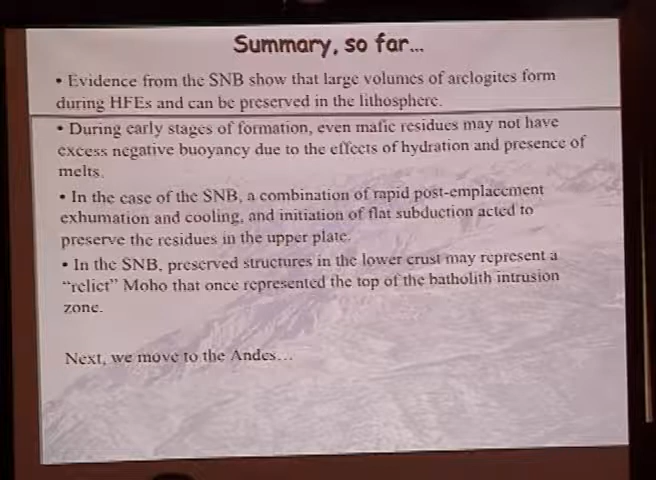 Summary, so far...
• Evidence from the SNB show that large volumes of arclogites form
during HFEs and can be preserved in the lithosphere.
• During early stages of formation, even mafic residues may not have
excess negative buoyancy due to the effects of hydration and presence of
melts.
• In the case of the SNB, a combination of rapid post-emplacement
exhumation and cooling, and initiation of flat subduction acted to
preserve the residues in the upper plate.
• In the SNB, preserved structures in the lower crust may represent a
“relict” Moho that once represented the top of the batholith intrusion
zone.
Next, we move to the Andes…